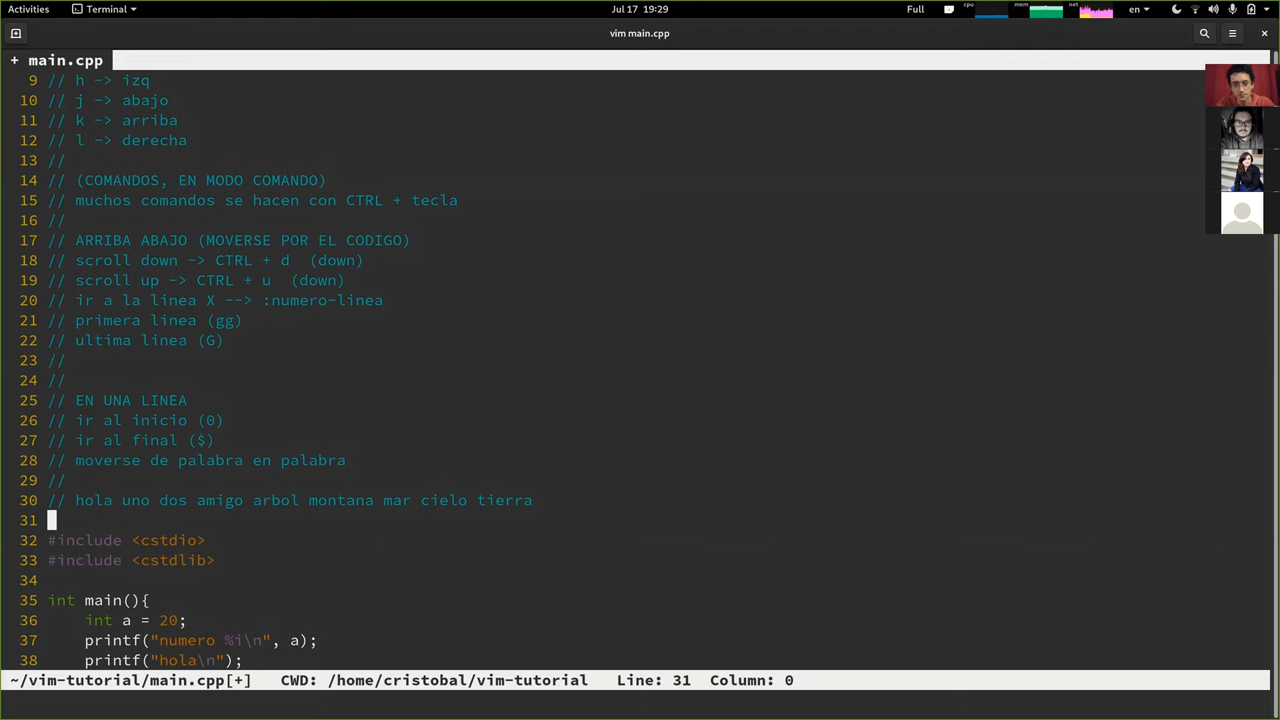 Activities Terminal Jul 17 19:29 Full cpu mem net en
vim main.cpp
+ main.cpp
9 // h -> izq
10 // j -> abajo
11 // k -> arriba
12 // l -> derecha
13 //
14 // (COMANDOS, EN MODO COMANDO)
15 // muchos comandos se hacen con CTRL + tecla
16 //
17 // ARRIBA ABAJO (MOVERSE POR EL CODIGO)
18 // scroll down -> CTRL + d  (down)
19 // scroll up -> CTRL + u  (down)
20 // ir a la linea X --> :numero-linea
21 // primera linea (gg)
22 // ultima linea (G)
23 //
24 //
25 // EN UNA LINEA
26 // ir al inicio (0)
27 // ir al final ($)
28 // moverse de palabra en palabra
29 //
30 // hola uno dos amigo arbol montana mar cielo tierra
31
32 #include <cstdio>
33 #include <cstdlib>
34
35 int main(){
36     int a = 20;
37     printf("numero %i\n", a);
38     printf("hola\n");
~/vim-tutorial/main.cpp[+]   CWD: /home/cristobal/vim-tutorial   Line: 31  Column: 0